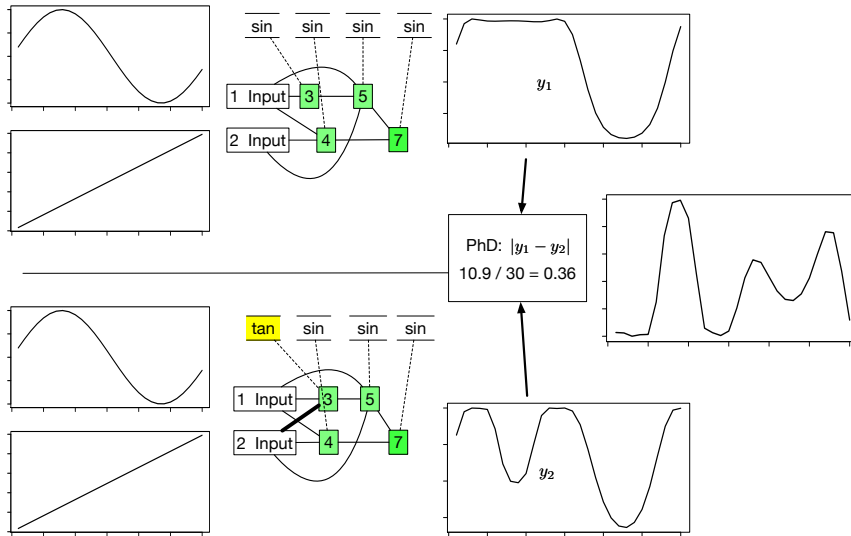 sin sin sin sin
1 Input 3 5
2 Input 4 7
y1
PhD: |y1 − y2|
10.9 / 30 = 0.36
tan sin sin sin
1 Input 3 5
2 Input 4 7
y2